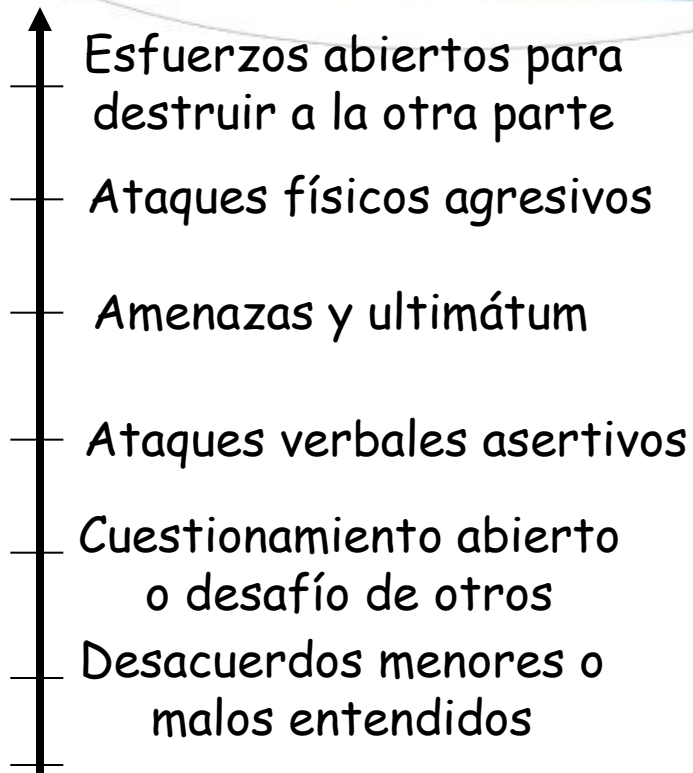 Esfuerzos abiertos para
destruir a la otra parte
Ataques físicos agresivos
Amenazas y ultimátum
Ataques verbales asertivos
Cuestionamiento abierto
o desafío de otros
Desacuerdos menores o
malos entendidos